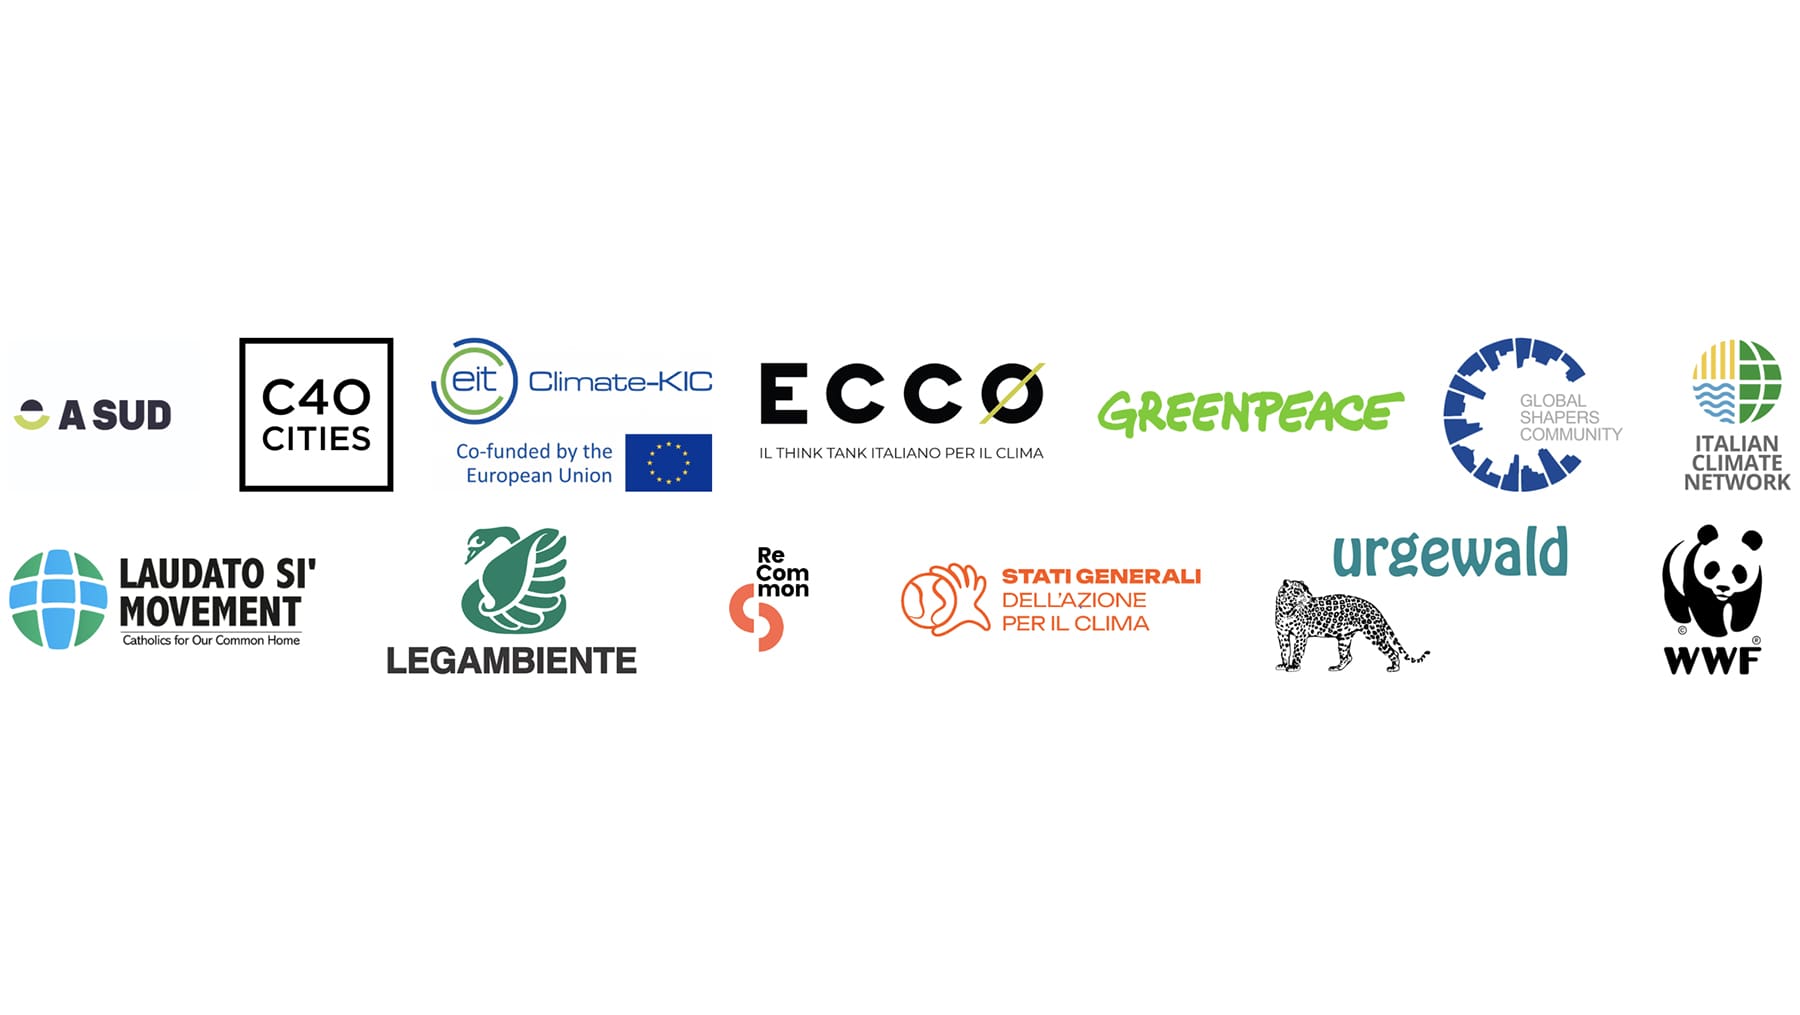 A SUD
C40
CITIES
eit Climate-KIC
Co-funded by the
European Union
ECCO
IL THINK TANK ITALIANO PER IL CLIMA
GREENPEACE
GLOBAL
SHAPERS
COMMUNITY
ITALIAN
CLIMATE
NETWORK
LAUDATO SI'
MOVEMENT
Catholics for Our Common Home
LEGAMBIENTE
Re
Com
mon
STATI GENERALI
DELL'AZIONE
PER IL CLIMA
urgewald
© ®
WWF